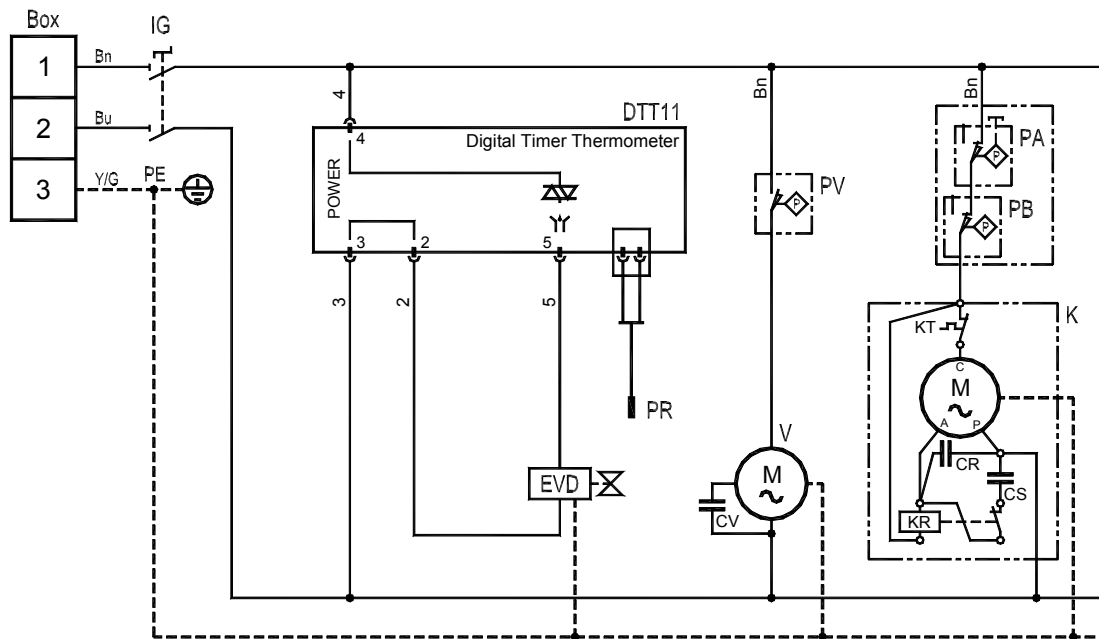 Box
IG
1
Bn
2
Bu
3
Y/G
PE
4
DTT11
4
Digital Timer Thermometer
POWER
3
2
5
3
2
5
PR
EVD
Bn
PV
P
V
M
CV
Bn
PA
P
PB
P
K
KT
C
M
A
P
CR
CS
KR